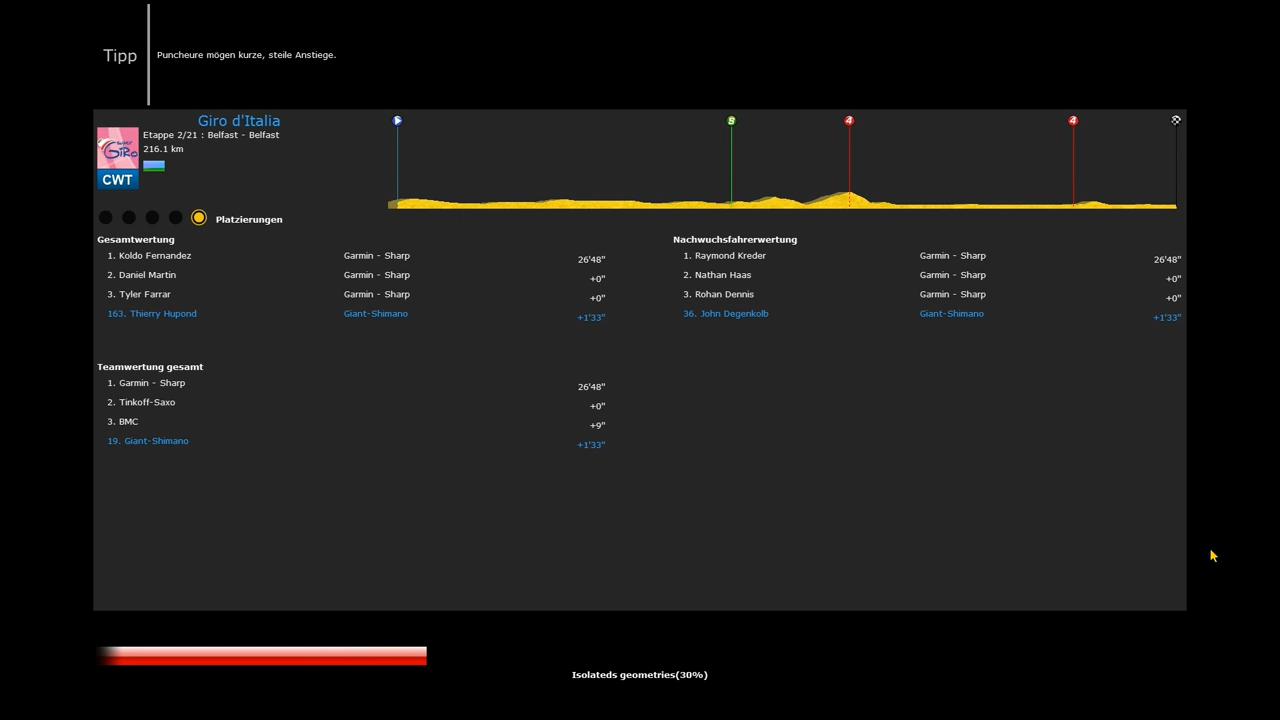 Tipp
Puncheure mögen kurze, steile Anstiege.
Giro d'Italia
Etappe 2/21 : Belfast - Belfast
216.1 km
GIRO
CWT
S
4
4
Platzierungen
Gesamtwertung
1. Koldo Fernandez Garmin - Sharp 26'48"
2. Daniel Martin Garmin - Sharp +0"
3. Tyler Farrar Garmin - Sharp +0"
163. Thierry Hupond Giant-Shimano +1'33"
Nachwuchsfahrerwertung
1. Raymond Kreder Garmin - Sharp 26'48"
2. Nathan Haas Garmin - Sharp +0"
3. Rohan Dennis Garmin - Sharp +0"
36. John Degenkolb Giant-Shimano +1'33"
Teamwertung gesamt
1. Garmin - Sharp 26'48"
2. Tinkoff-Saxo +0"
3. BMC +9"
19. Giant-Shimano +1'33"
Isolateds geometries(30%)